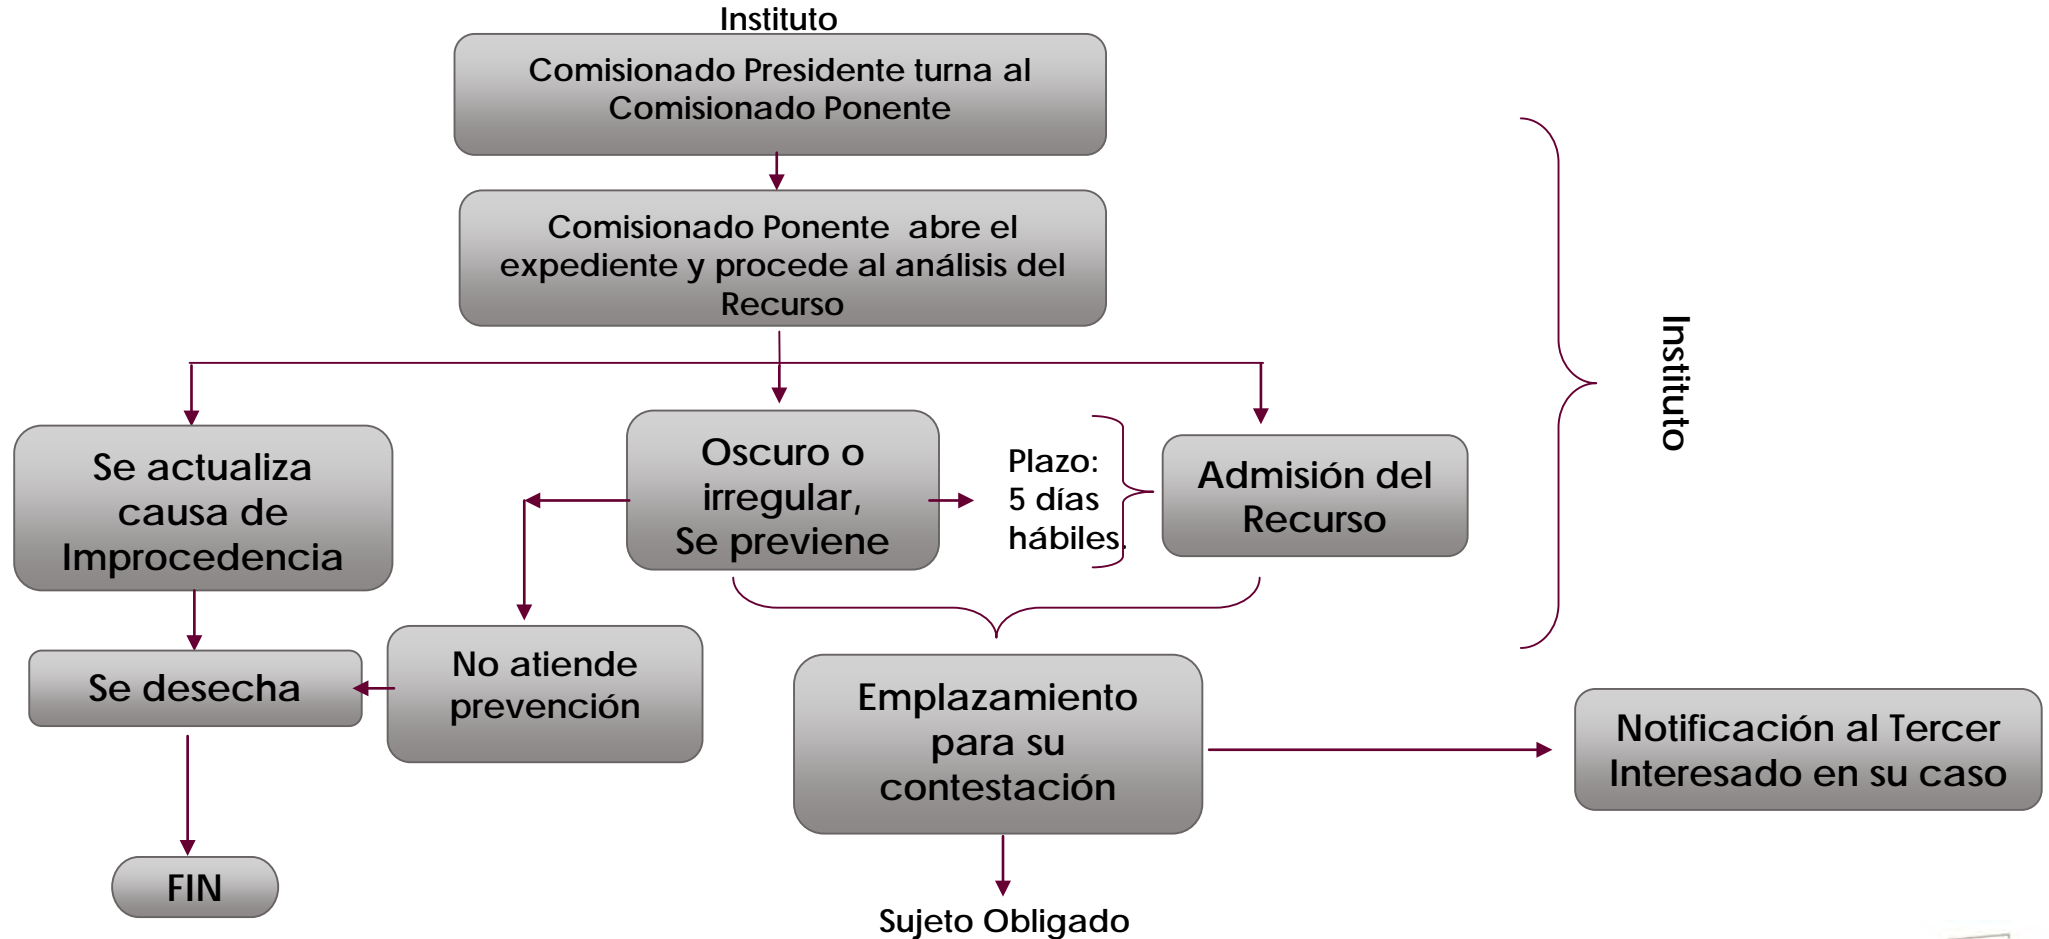 Instituto
Comisionado Presidente turna al
Comisionado Ponente
Comisionado Ponente abre el
expediente y procede al análisis del
Recurso
Se actualiza
causa de
Improcedencia
Oscuro o
irregular,
Se previene
Plazo:
5 días
hábiles.
Admisión del
Recurso
Instituto
Se desecha
No atiende
prevención
Emplazamiento
para su
contestación
Notificación al Tercer
Interesado en su caso
FIN
Sujeto Obligado